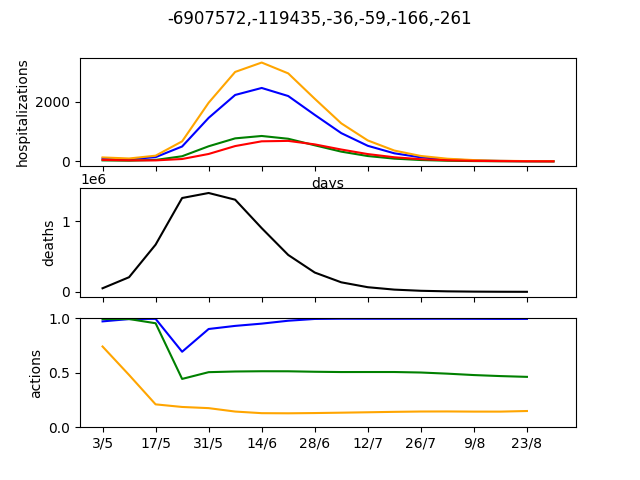 -6907572,-119435,-36,-59,-166,-261
hospitalizations
2000
0
days
1e6
deaths
1
0
actions
1.0
0.5
0.0
3/5 17/5 31/5 14/6 28/6 12/7 26/7 9/8 23/8